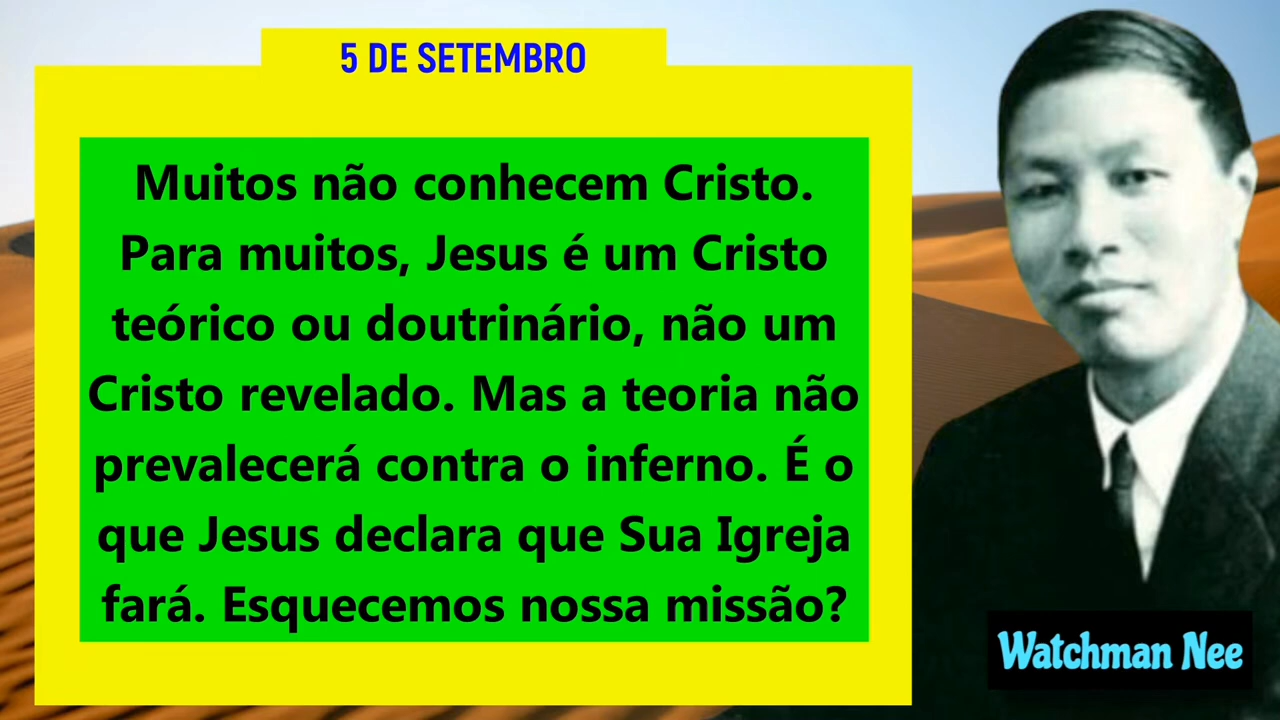 5 DE SETEMBRO
Muitos não conhecem Cristo.
Para muitos, Jesus é um Cristo
teórico ou doutrinário, não um
Cristo revelado. Mas a teoria não
prevalecerá contra o inferno. É o
que Jesus declara que Sua Igreja
fará. Esquecemos nossa missão?
Watchman Nee